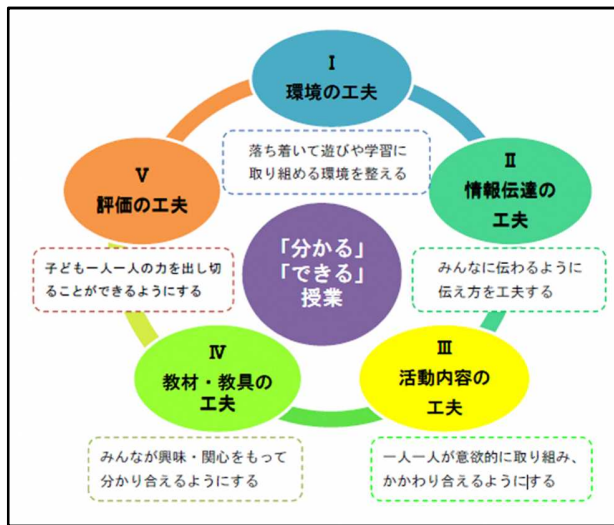 Ⅰ
環境の工夫
落ち着いて遊びや学習に
取り組める環境を整える
Ⅱ
情報伝達の
工夫
みんなに伝わるように
伝え方を工夫する
Ⅲ
活動内容の
工夫
一人一人が意欲的に取り組み、
かかわり合えるようにする
Ⅳ
教材・教具の
工夫
みんなが興味・関心をもって
分かり合えるようにする
Ⅴ
評価の工夫
子ども一人一人の力を出し切
ることができるようにする
「分かる」
「できる」
授業